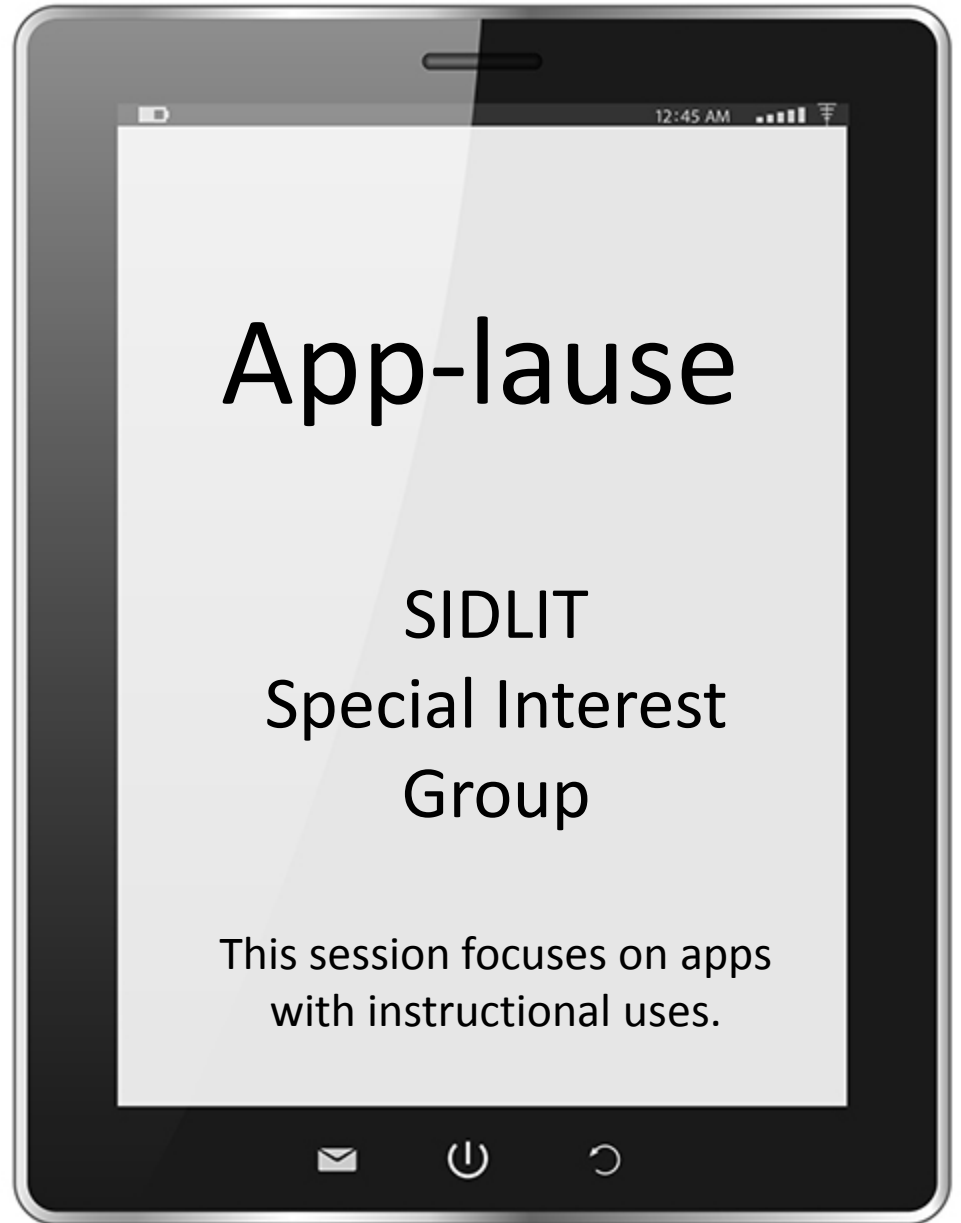 12:45 AM
App-lause
SIDLIT
Special Interest
Group
This session focuses on apps
with instructional uses.